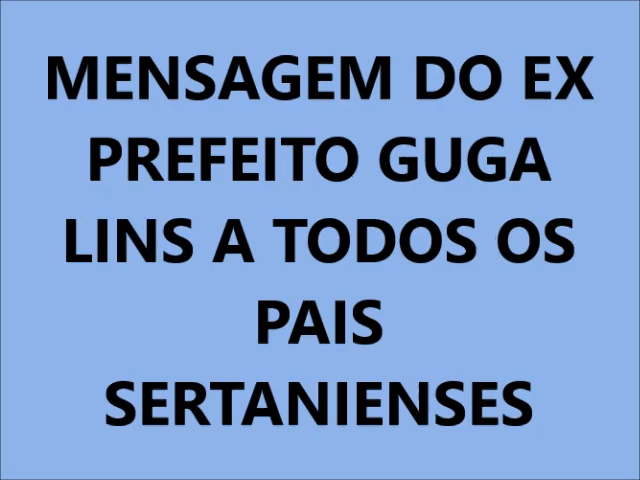 MENSAGEM DO EX
PREFEITO GUGA
LINS A TODOS OS
PAIS
SERTANIENSES